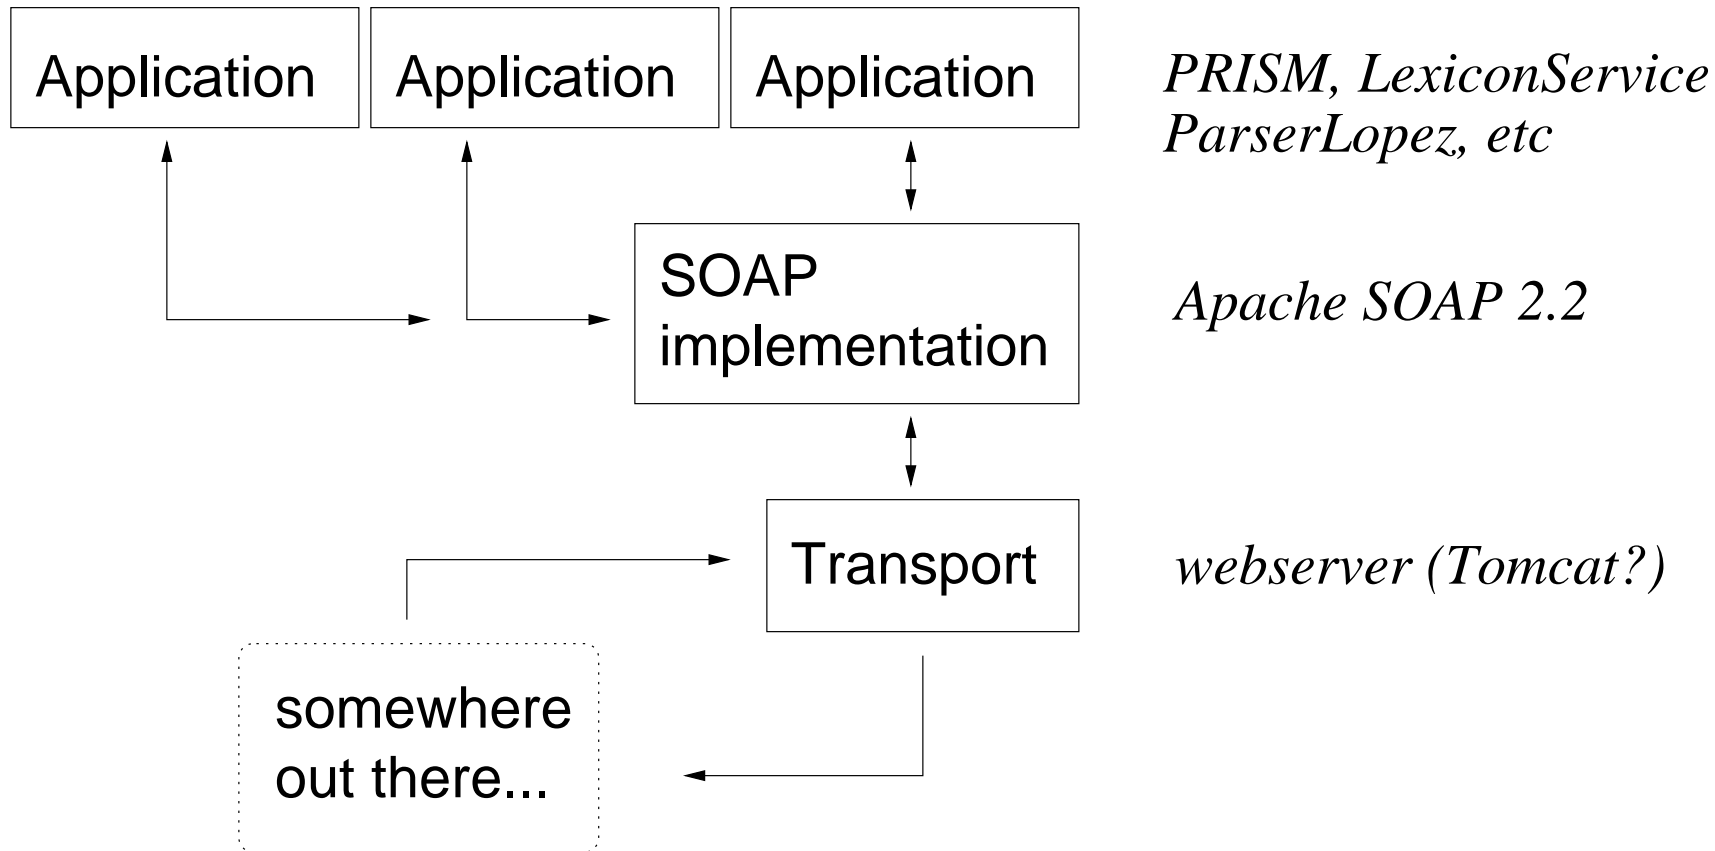 Application
Application
Application
PRISM, LexiconService
ParserLopez, etc
SOAP
implementation
Apache SOAP 2.2
Transport
webserver (Tomcat?)
somewhere
out there...